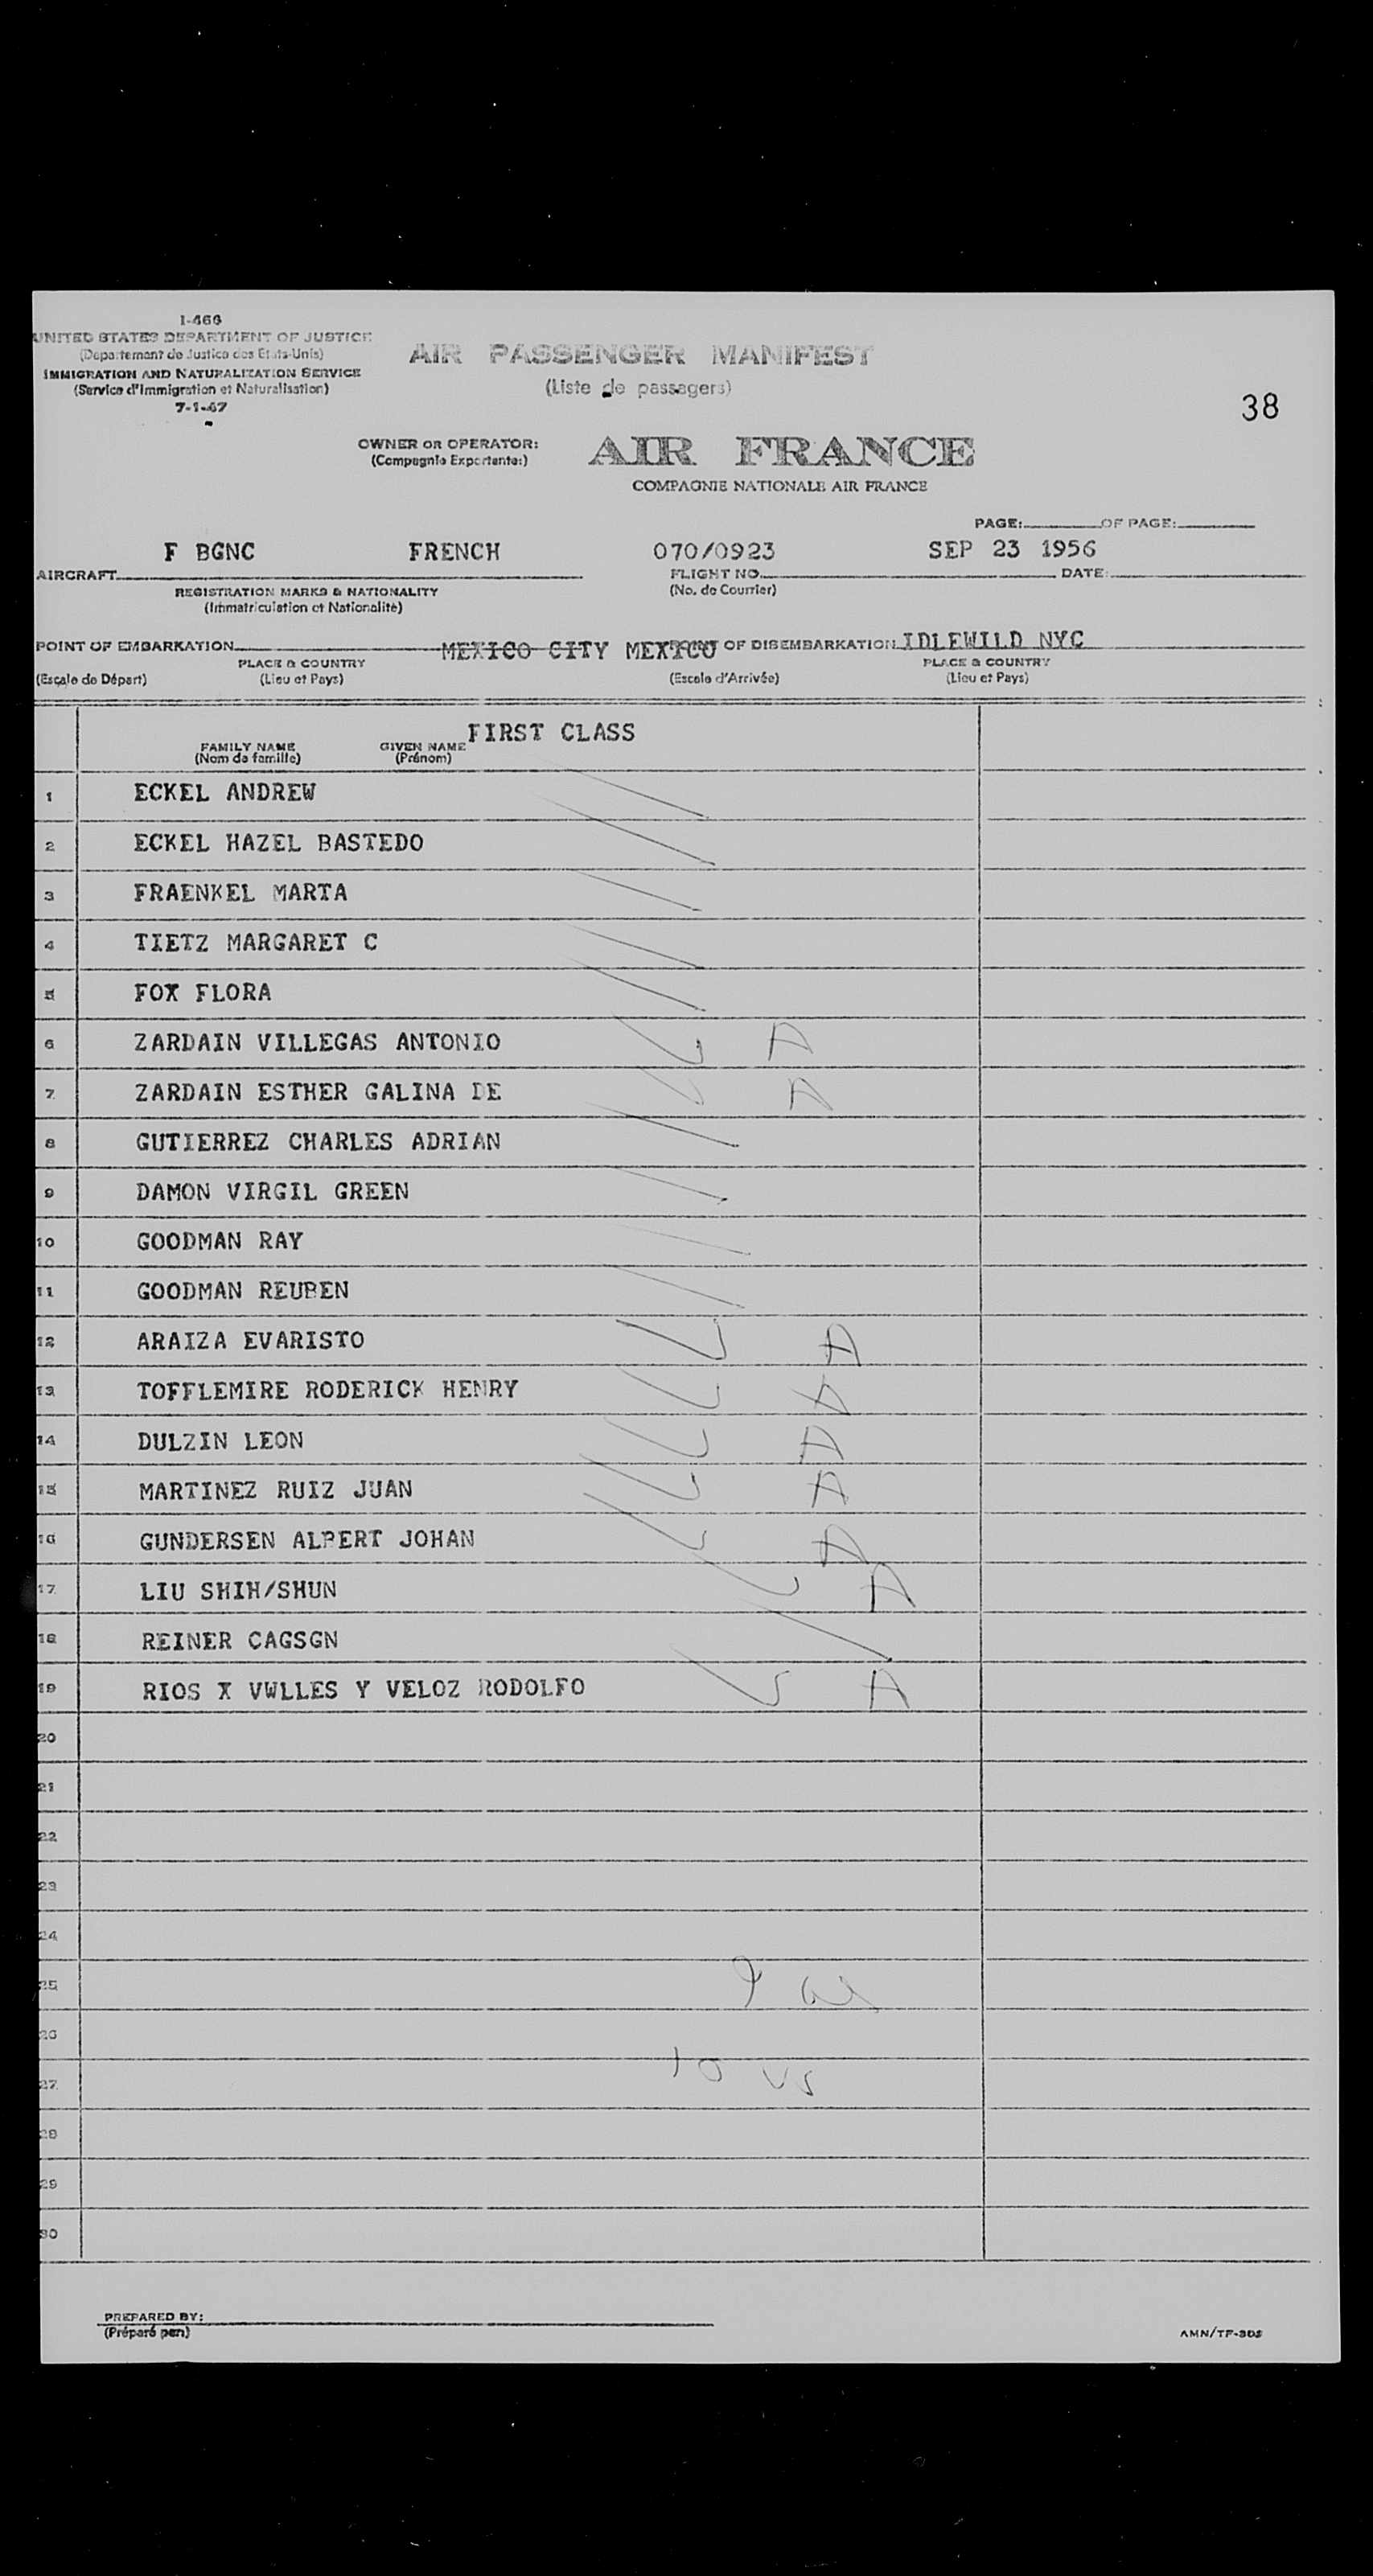 I-466
UNITED STATES DEPARTMENT OF JUSTICE
(Departement de Justice des Etats-Unis)
IMMIGRATION AND NATURALIZATION SERVICE
(Service d'Immigration et Naturalisation)
7-1-47
AIR PASSENGER MANIFEST
(Liste de passagers)
38
OWNER OR OPERATOR:
(Compagnie Exportante:)
AIR FRANCE
COMPAGNIE NATIONALE AIR FRANCE
PAGE: OF PAGE:
F BGNC FRENCH 070/0923 SEP 23 1956
AIRCRAFT FLIGHT NO. DATE:
REGISTRATION MARKS & NATIONALITY (No. de Courrier)
(Immatriculation et Nationalité)
POINT OF EMBARKATION MEXICO CITY MEXICO OF DISEMBARKATION IDLEWILD NYC
PLACE & COUNTRY PLACE & COUNTRY
(Escale de Départ) (Lieu et Pays) (Escale d'Arrivée) (Lieu et Pays)
FIRST CLASS
FAMILY NAME GIVEN NAME
(Nom de famille) (Prénom)
1 ECKEL ANDREW
2 ECKEL HAZEL BASTEDO
3 FRAENKEL MARTA
4 TIETZ MARGARET C
5 FOX FLORA
6 ZARDAIN VILLEGAS ANTONIO A
7 ZARDAIN ESTHER GALINA DE A
8 GUTIERREZ CHARLES ADRIAN
9 DAMON VIRGIL GREEN
10 GOODMAN RAY
11 GOODMAN REUBEN
12 ARAIZA EVARISTO A
13 TOFFLEMIRE RODERICK HENRY A
14 DULZIN LEON A
15 MARTINEZ RUIZ JUAN A
16 GUNDERSEN ALBERT JOHAN A
17 LIU SHIH/SHUN A
18 REINER CAGSGN
19 RIOS X VWLLES Y VELOZ RODOLFO A
20
21
22
23
24
25 9
26
27 10 US
28
29
30
PREPARED BY:
(Préparé par)
AMN/TF-305